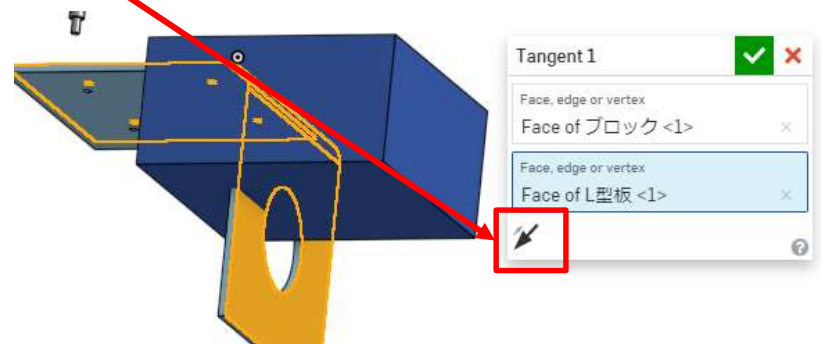 Tangent 1
Face, edge or vertex
Face of ブロック <1>
Face, edge or vertex
Face of L型板 <1>